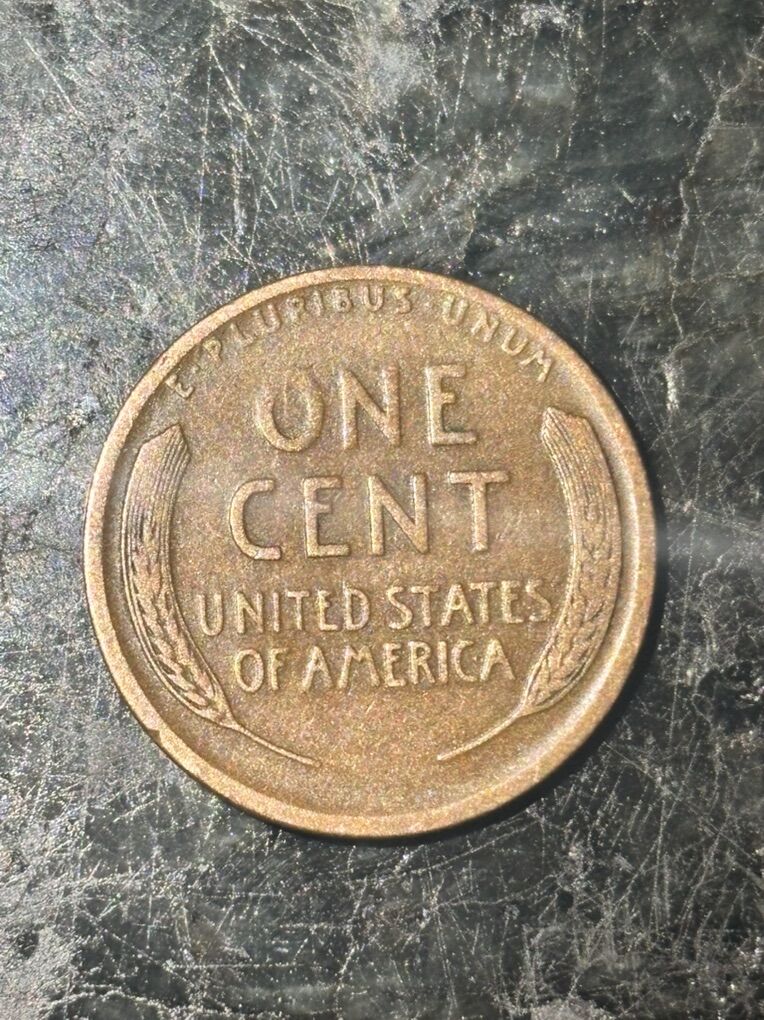 E·PLURIBUS·UNUM
ONE
CENT
UNITED STATES
OF AMERICA